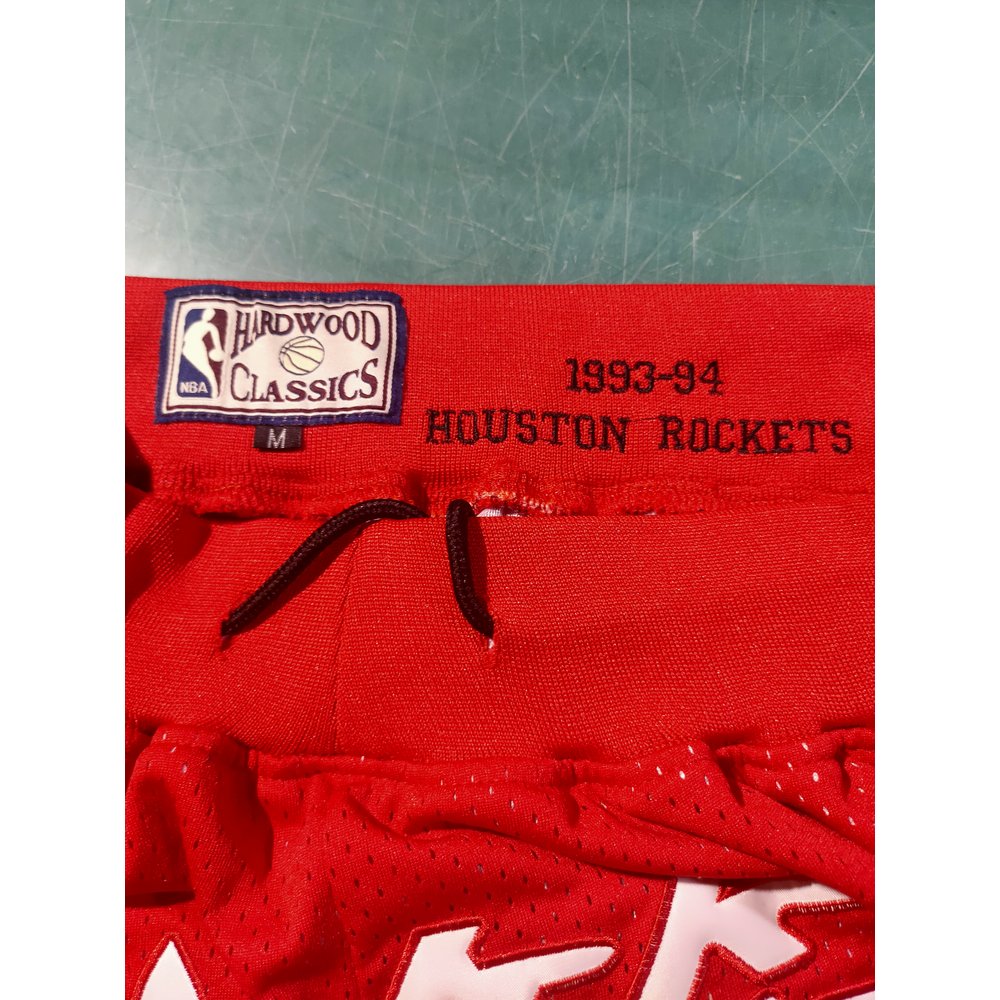 HARDWOOD
CLASSICS
NBA
M
1993-94
HOUSTON ROCKETS